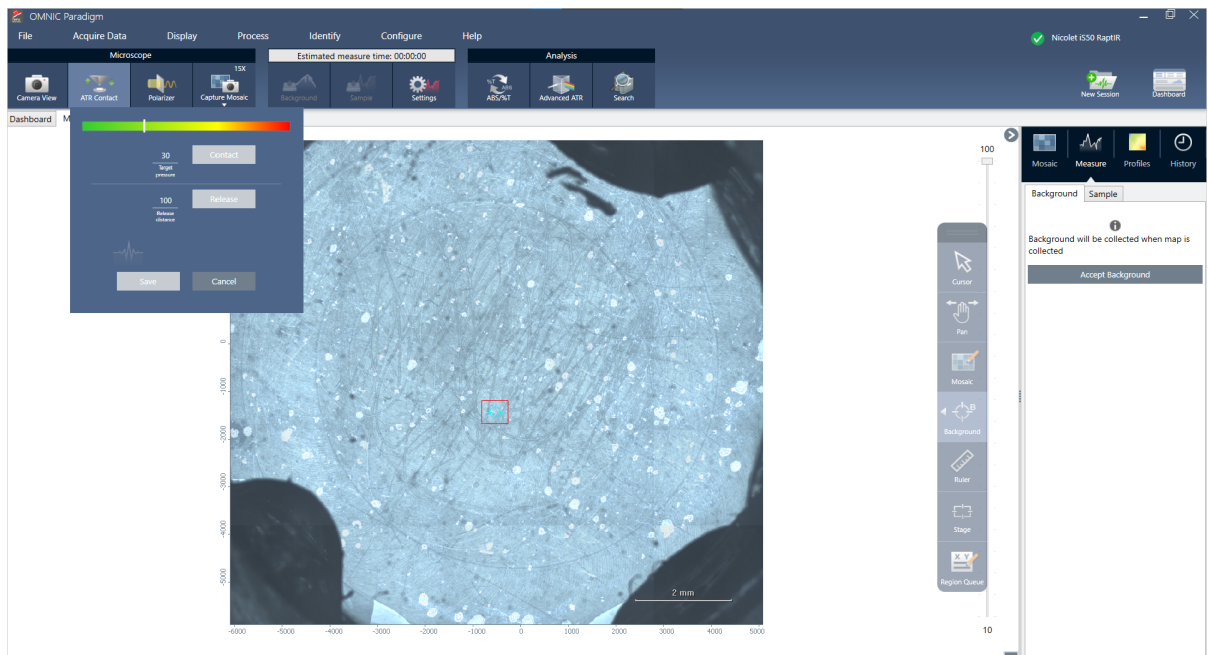 OMNIC Paradigm
File Acquire Data Display Process Identify Configure Help
Nicolet iS50 RaptIR
Microscope
Estimated measure time: 00:00:00
Analysis
15X
Camera View
ATR Contact
Polarizer
Capture Mosaic
Background
Sample
Settings
%T
ABS
ABS/%T
Advanced ATR
Search
New Session
Dashboard
Dashboard M
30
Target
pressure
Contact
100
Release
distance
Release
Save
Cancel
0
-1000
-2000
-3000
-4000
-5000
-6000 -5000 -4000 -3000 -2000 -1000 0 1000 2000 3000 4000 5000
2 mm
100
10
Cursor
Pan
Mosaic
B
Background
Ruler
Stage
X Y
Region Queue
Mosaic Measure Profiles History
Background Sample
Background will be collected when map is
collected
Accept Background